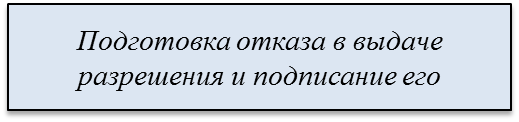 Подготовка отказа в выдаче
разрешения и подписание его